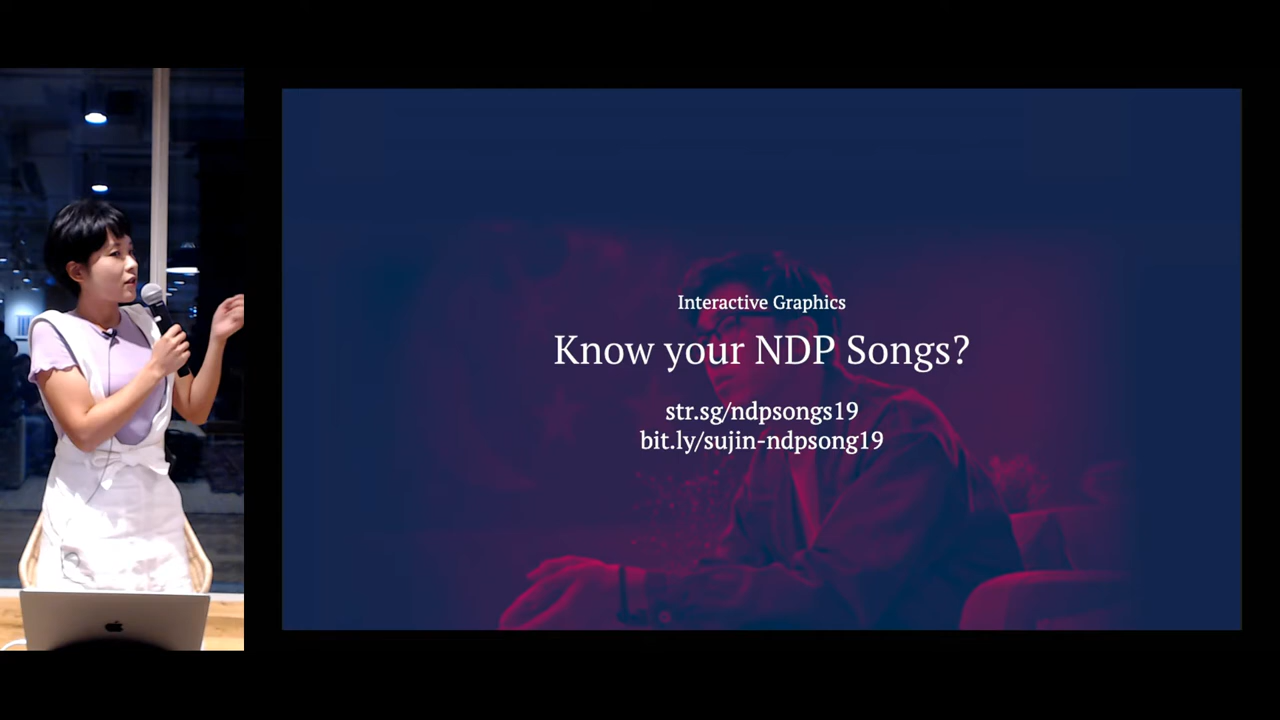 Interactive Graphics
Know your NDP Songs?
str.sg/ndpsongs19
bit.ly/sujin-ndpsong19